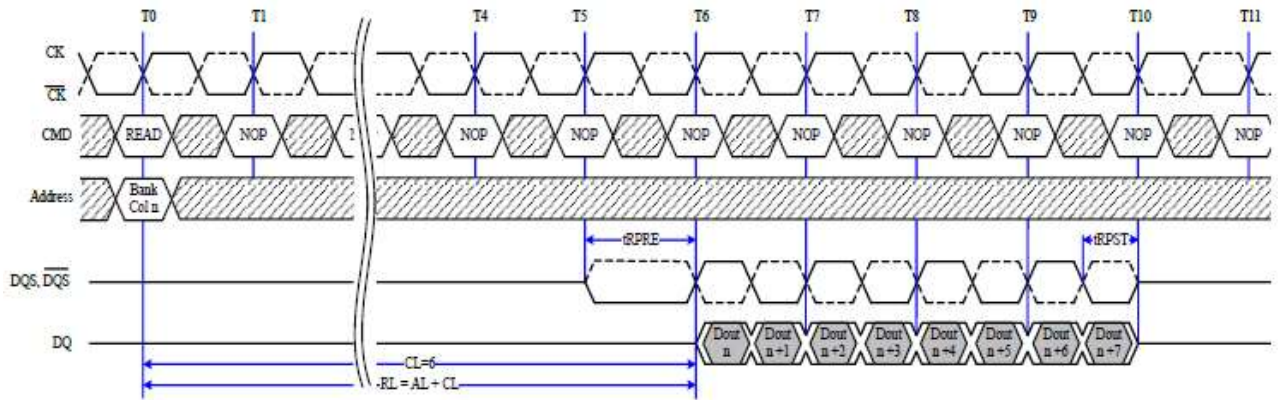 T0 T1 T4 T5 T6 T7 T8 T9 T10 T11
CK
CK
CMD READ NOP NOP NOP NOP NOP NOP NOP NOP NOP
Address Bank
Col n
tRPRE tRPST
DQS, DQS
DQ Dout Dout Dout Dout Dout Dout Dout Dout
n n+1 n+2 n+3 n+4 n+5 n+6 n+7
CL=6
RL = AL + CL